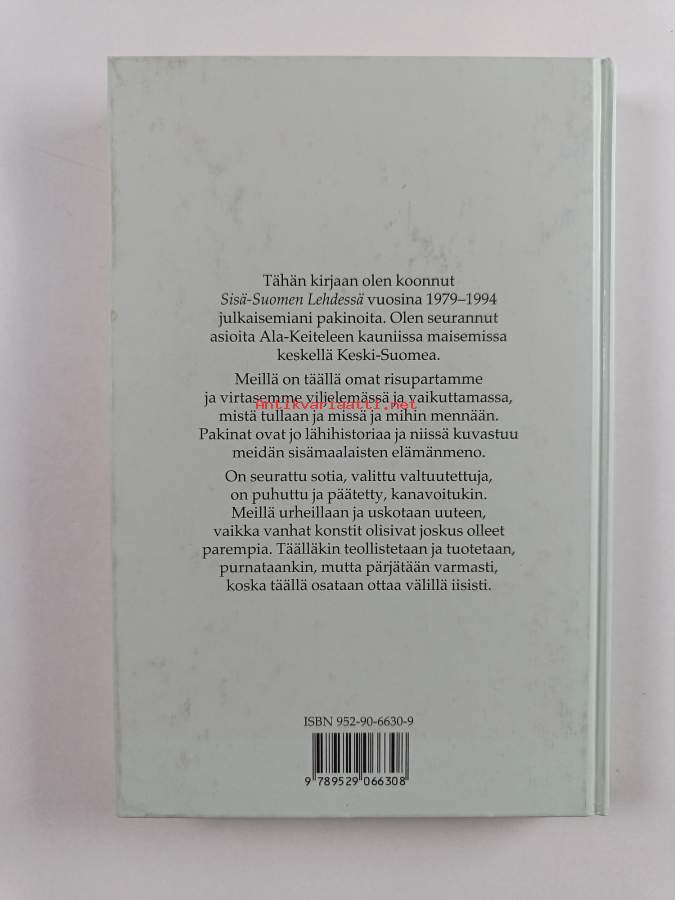 Tähän kirjaan olen koonnut
Sisä-Suomen Lehdessä vuosina 1979–1994
julkaisemiani pakinoita. Olen seurannut
asioita Ala-Keiteleen kauniissa maisemissa
keskellä Keski-Suomea.
Meillä on täällä omat risupartamme
ja virtasemme viljelemässä ja vaikuttamassa,
Antikvariaatti.net
mistä tullaan ja missä ja mihin mennään.
Pakinat ovat jo lähihistoriaa ja niissä kuvastuu
meidän sisämaalaisten elämänmeno.
On seurattu sotia, valittu valtuutettuja,
on puhuttu ja päätetty, kanavoitukin.
Meillä urheillaan ja uskotaan uuteen,
vaikka vanhat konstit olisivat joskus olleet
parempia. Täälläkin teollistetaan ja tuotetaan,
purnataankin, mutta pärjätään varmasti,
koska täällä osataan ottaa välillä iisisti.
ISBN 952-90-6630-9
9 789529 066308